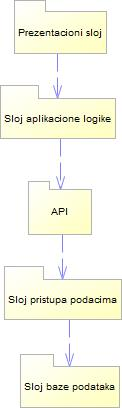 Prezentacioni sloj
Sloj aplikacione logike
API
Sloj pristupa podacima
Sloj baze podataka